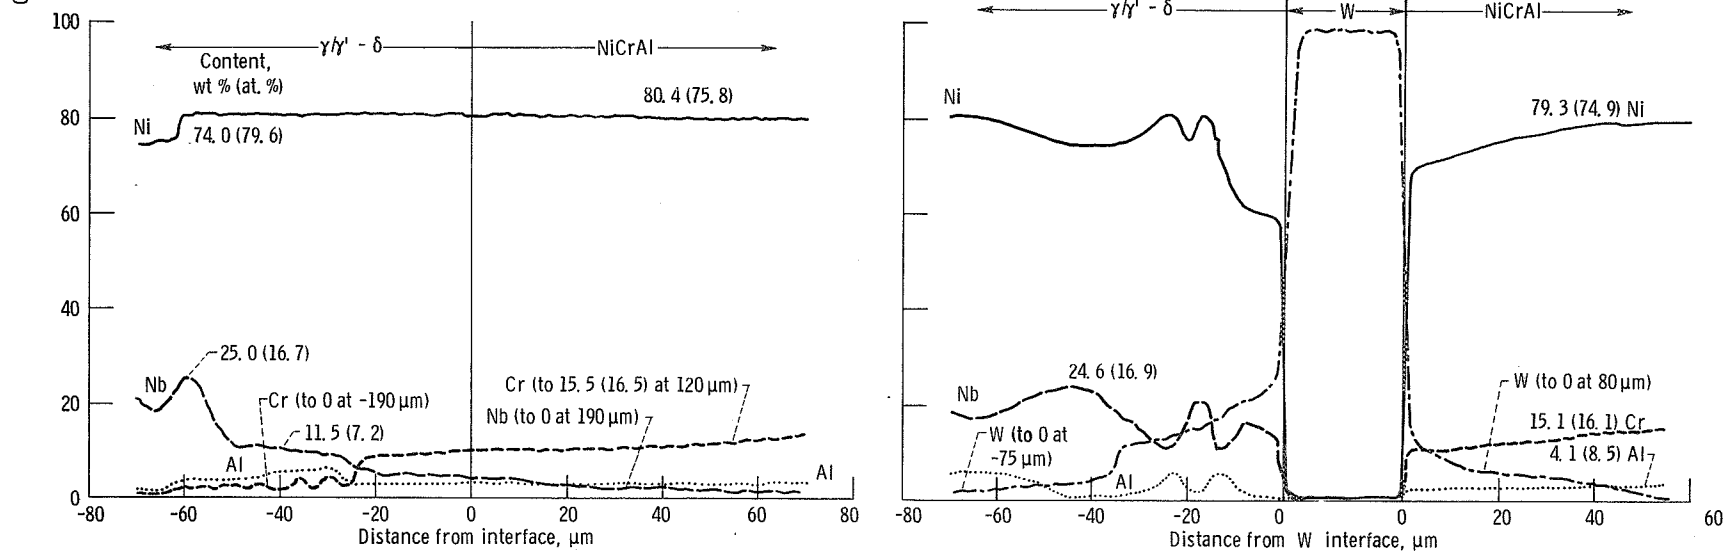 100
80
60
40
20
0
γ/γ' - δ
NiCrAl
Content,
wt % (at. %)
Ni
74.0 (79.6)
80.4 (75.8)
Nb
25.0 (16.7)
Cr (to 0 at -190 μm)
11.5 (7.2)
Al
Cr (to 15.5 (16.5) at 120 μm)
Nb (to 0 at 190 μm)
Al
-80 -60 -40 -20 0 20 40 60 80
Distance from interface, μm
γ/γ' - δ
W
NiCrAl
Ni
79.3 (74.9) Ni
Nb
24.6 (16.9)
W (to 0 at
-75 μm)
Al
W (to 0 at 80 μm)
15.1 (16.1) Cr
4.1 (8.5) Al
-80 -60 -40 -20 0 0 20 40 60
Distance from W interface, μm